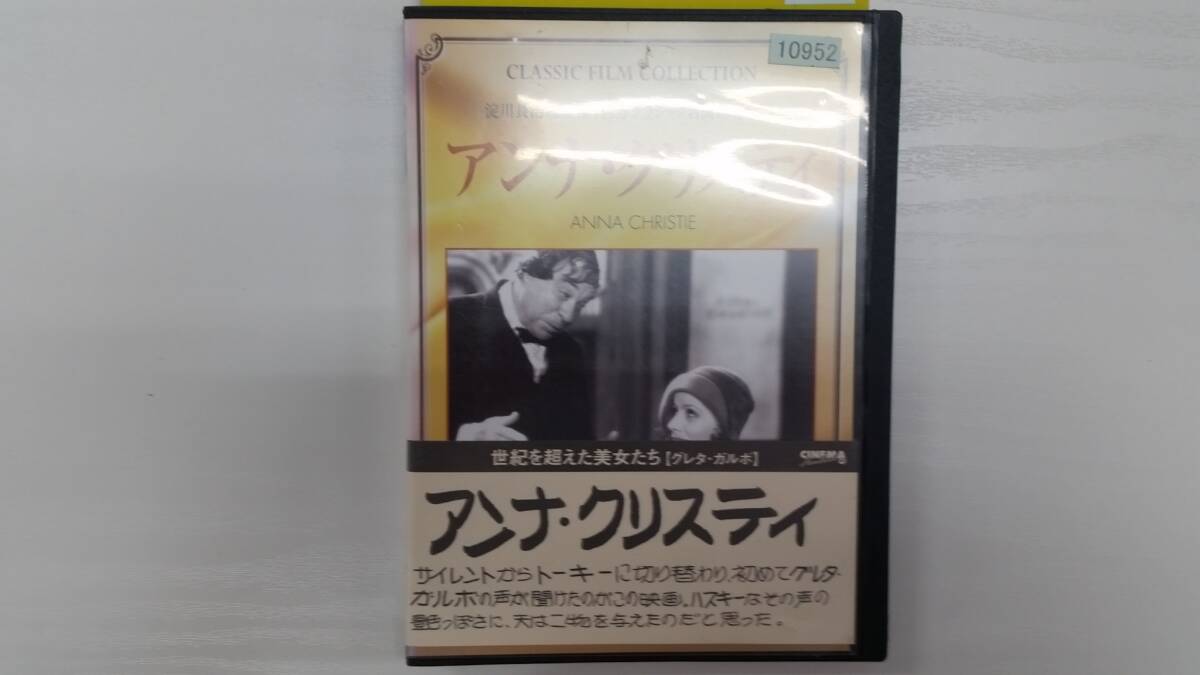 10952
CLASSIC FILM COLLECTION
淀川長治
アンナ・クリスティ
ANNA CHRISTIE
世紀を超えた美女たち【グレタ・ガルボ】
CINEMA
アンナ・クリスティ
サイレントからトーキーに切り替わり、初めてグレタ・
ガルボの声が聞けたのがこの映画。ハスキーなその声の
艶っぽさに、天は二物を与えたのだと思った。